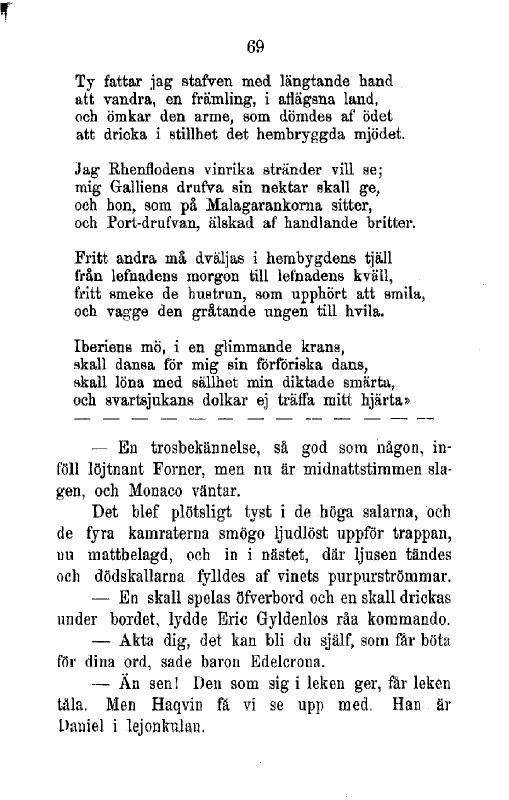 69
Ty fattar jag stafven med längtande hand
att vandra, en främling, i aflägsna land,
och ömkar den arme, som dömdes af ödet
att dricka i stillhet det hembryggda mjödet.
Jag Rhenflodens vinrika stränder vill se;
mig Galliens drufva sin nektar skall ge,
och hon, som på Malagarankorna sitter,
och Port-drufvan, älskad af handlande britter.
Fritt andra må dväljas i hembygdens tjäll
från lefnadens morgon till lefnadens kväll,
fritt smeke de hustrun, som upphört att smila,
och vagge den gråtande ungen till hvila.
Iberiens mö, i en glimmande krans,
skall dansa för mig sin förföriska dans,
skall löna med sällhet min diktade smärta,
och svartsjukans dolkar ej träffa mitt hjärta»
— — — — — — — — — — — — —
— En trosbekännelse, så god som någon, in-
föll löjtnant Forner, men nu är midnattstimmen sla-
gen, och Monaco väntar.
Det blef plötsligt tyst i de höga salarna, och
de fyra kamraterna smögo ljudlöst uppför trappan,
nu mattbelagd, och in i nästet, där ljusen tändes
och dödskallarna fylldes af vinets purpurströmmar.
— En skall spelas öfverbord och en skall drickas
under bordet, lydde Eric Gyldenlos råa kommando.
— Akta dig, det kan bli du själf, som får böta
för dina ord, sade baron Edelcrona.
— Än sen! Den som sig i leken ger, får leken
tåla. Men Haqvin få vi se upp med. Han är
Daniel i lejonkulan.